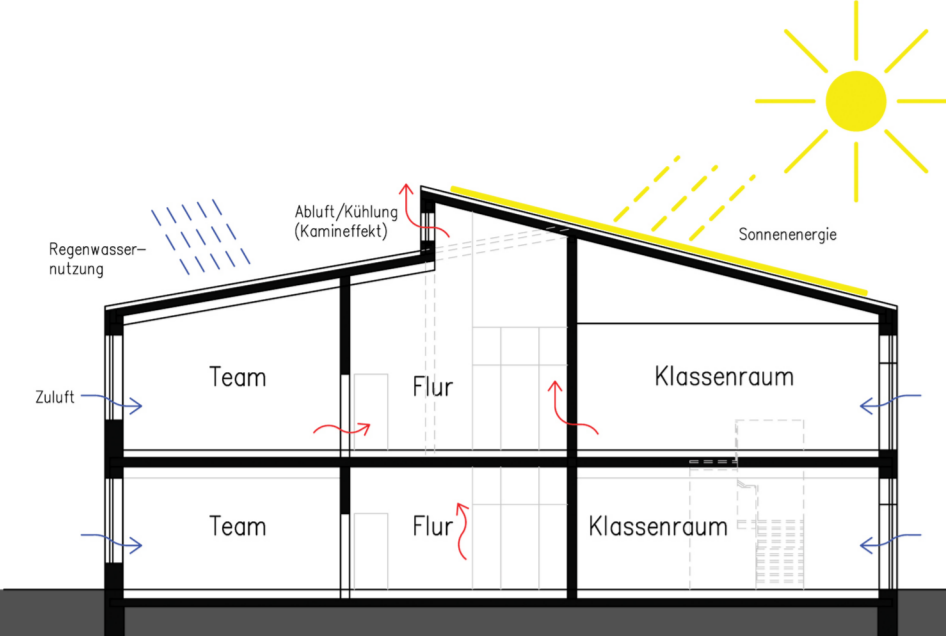 Abluft/Kühlung
(Kamineffekt)
Regenwasser-
nutzung
Sonnenenergie
Zuluft
Team
Flur
Klassenraum
Team
Flur
Klassenraum